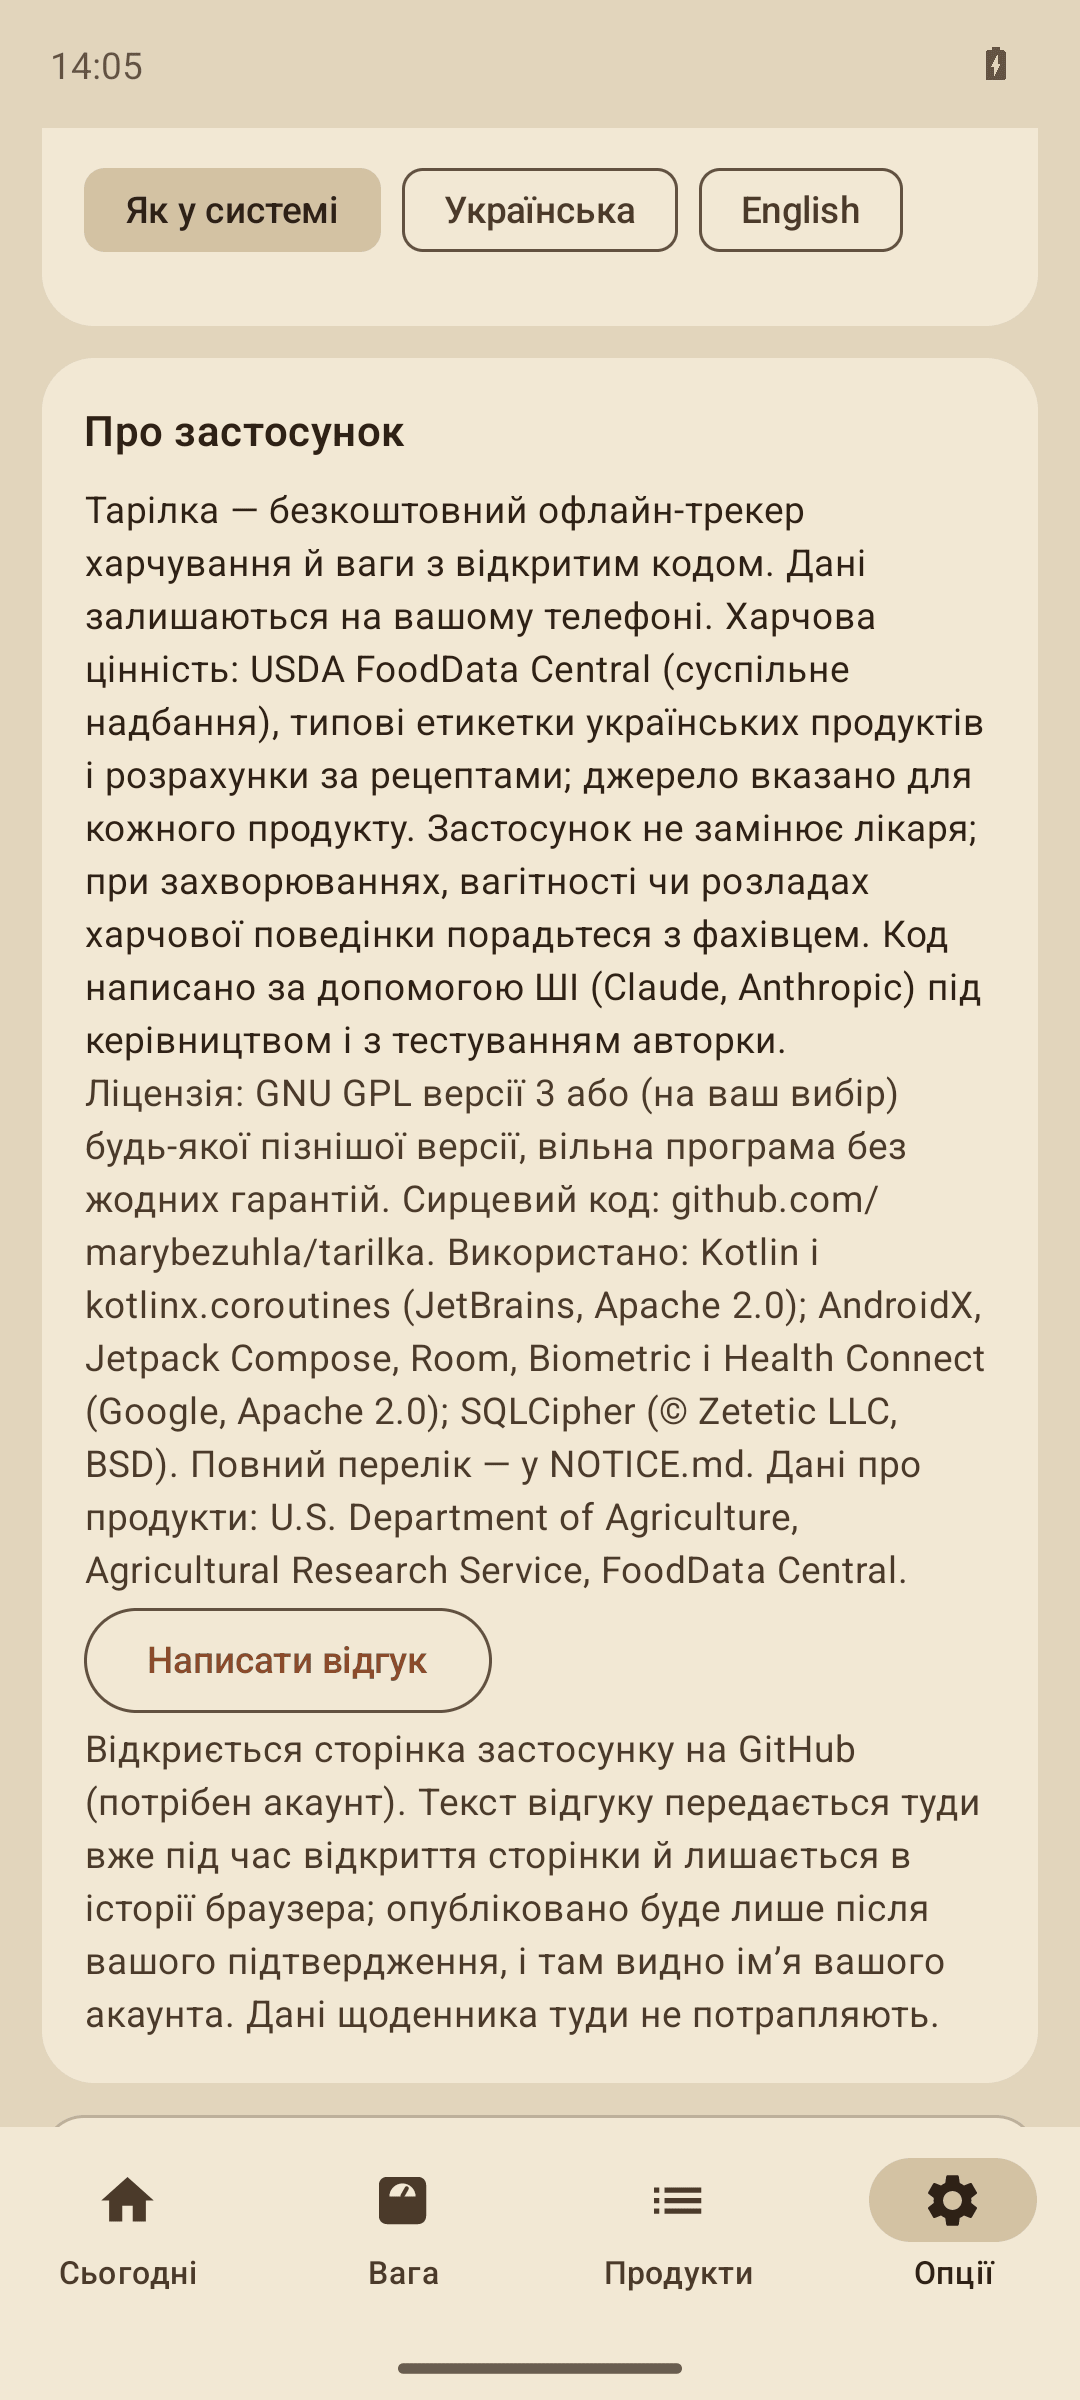 14:05
Як у системі
Українська
English
Про застосунок
Тарілка — безкоштовний офлайн-трекер
харчування й ваги з відкритим кодом. Дані
залишаються на вашому телефоні. Харчова
цінність: USDA FoodData Central (суспільне
надбання), типові етикетки українських продуктів
і розрахунки за рецептами; джерело вказано для
кожного продукту. Застосунок не замінює лікаря;
при захворюваннях, вагітності чи розладах
харчової поведінки порадьтеся з фахівцем. Код
написано за допомогою ШІ (Claude, Anthropic) під
керівництвом і з тестуванням авторки.
Ліцензія: GNU GPL версії 3 або (на ваш вибір)
будь-якої пізнішої версії, вільна програма без
жодних гарантій. Сирцевий код: github.com/
marybezuhla/tarilka. Використано: Kotlin і
kotlinx.coroutines (JetBrains, Apache 2.0); AndroidX,
Jetpack Compose, Room, Biometric і Health Connect
(Google, Apache 2.0); SQLCipher (© Zetetic LLC,
BSD). Повний перелік — у NOTICE.md. Дані про
продукти: U.S. Department of Agriculture,
Agricultural Research Service, FoodData Central.
Написати відгук
Відкриється сторінка застосунку на GitHub
(потрібен акаунт). Текст відгуку передається туди
вже під час відкриття сторінки й лишається в
історії браузера; опубліковано буде лише після
вашого підтвердження, і там видно ім’я вашого
акаунта. Дані щоденника туди не потрапляють.
Сьогодні
Вага
Продукти
Опції